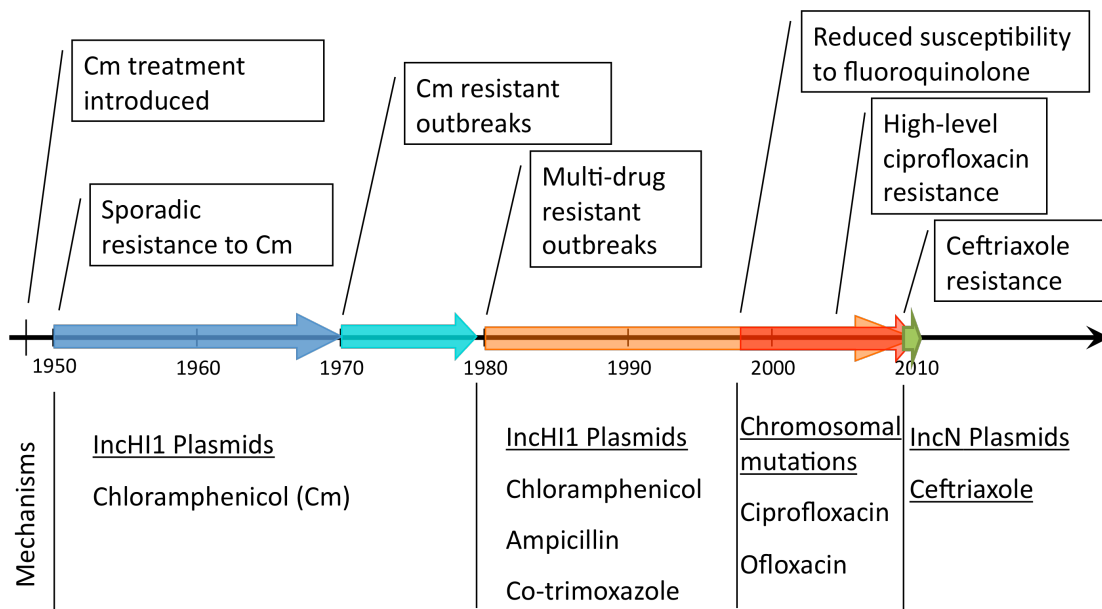 Cm treatment
introduced
Sporadic
resistance to Cm
Cm resistant
outbreaks
Multi-drug
resistant
outbreaks
Reduced susceptibility
to fluoroquinolone
High-level
ciprofloxacin
resistance
Ceftriaxole
resistance
1950
1960
1970
1980
1990
2000
2010
Mechanisms
IncHI1 Plasmids
Chloramphenicol (Cm)
IncHI1 Plasmids
Chloramphenicol
Ampicillin
Co-trimoxazole
Chromosomal
mutations
Ciprofloxacin
Ofloxacin
IncN Plasmids
Ceftriaxole